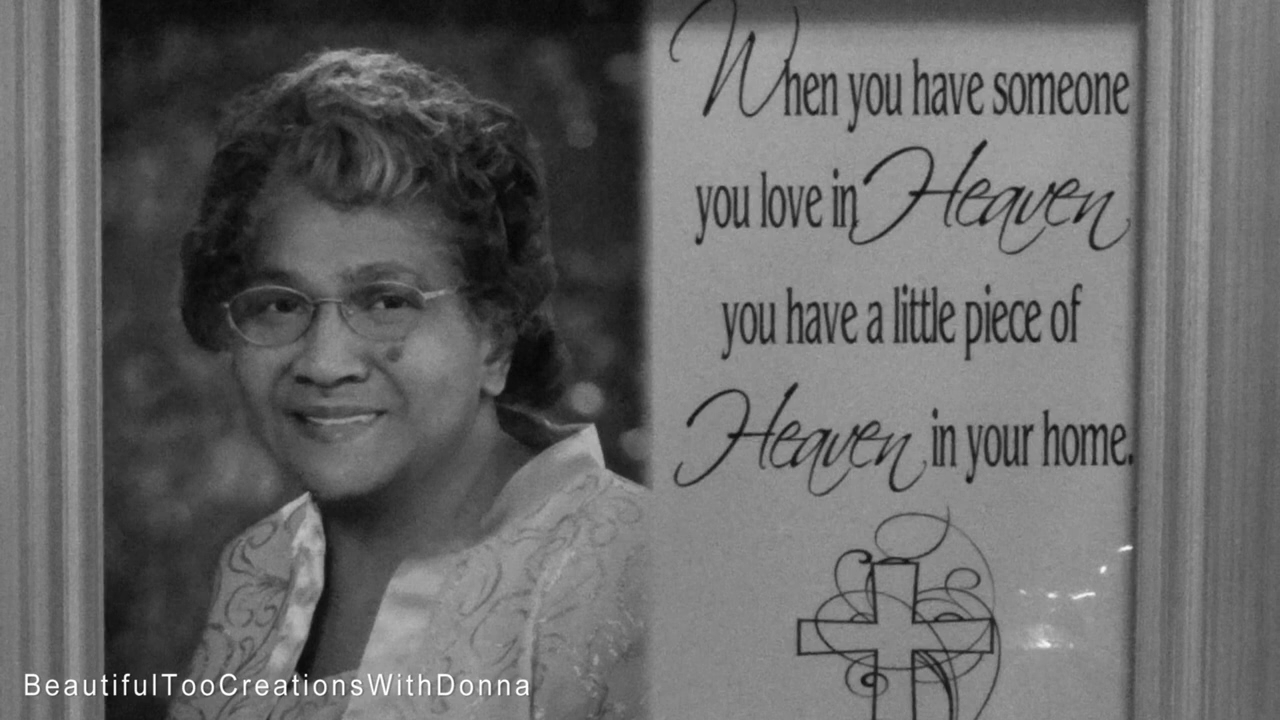 When you have someone
you love in Heaven
you have a little piece of
Heaven in your home.
BeautifulTooCreationsWithDonna